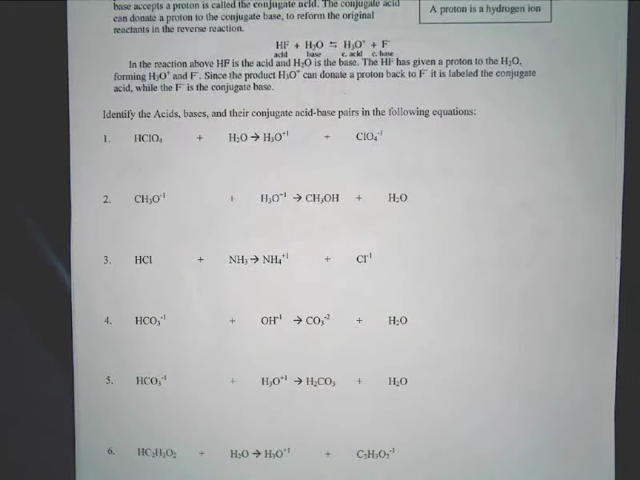 base accepts a proton is called the conjugate acid. The conjugate acid
can donate a proton to the conjugate base, to reform the original
reactants in the reverse reaction.
A proton is a hydrogen ion
HF + H₂O ⇆ H₃O⁺ + F⁻
acid base c. acid c. base
In the reaction above HF is the acid and H₂O is the base. The HF has given a proton to the H₂O,
forming H₃O⁺ and F⁻. Since the product H₃O⁺ can donate a proton back to F⁻ it is labeled the conjugate
acid, while the F⁻ is the conjugate base.
Identify the Acids, bases, and their conjugate acid-base pairs in the following equations:
1. HClO₄ + H₂O → H₃O⁺¹ + ClO₄⁻¹
2. CH₃O⁻¹ + H₃O⁺¹ → CH₃OH + H₂O
3. HCl + NH₃ → NH₄⁺¹ + Cl⁻¹
4. HCO₃⁻¹ + OH⁻¹ → CO₃⁻² + H₂O
5. HCO₃⁻¹ + H₃O⁺¹ → H₂CO₃ + H₂O
6. HC₂H₃O₂ + H₂O → H₃O⁺¹ + C₂H₃O₂⁻¹